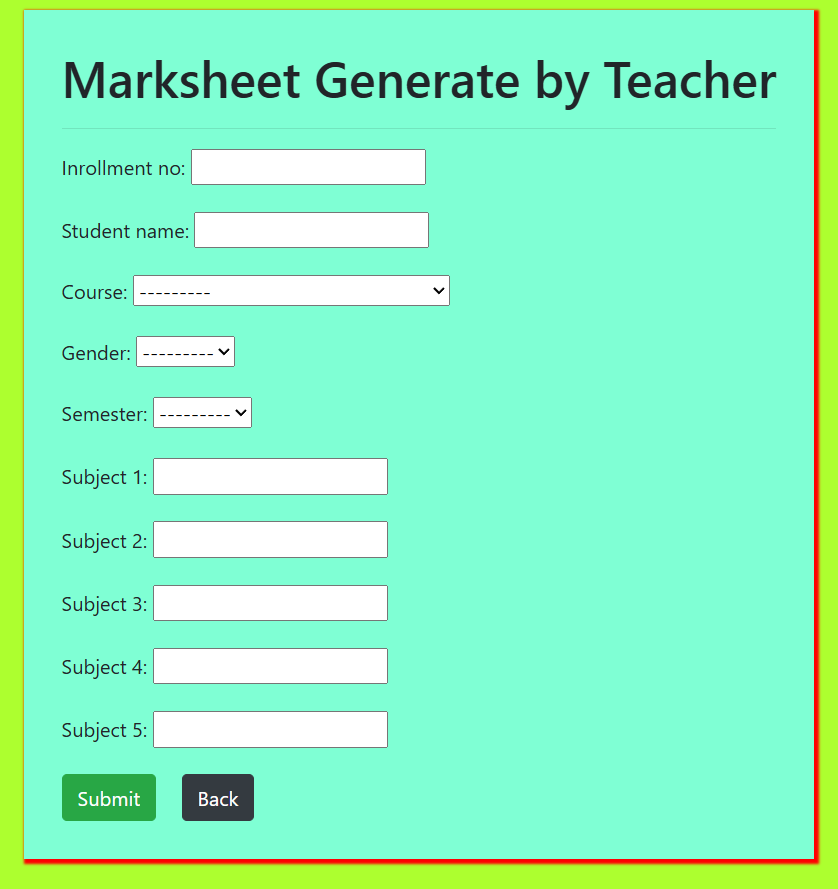 Marksheet Generate by Teacher
Inrollment no:
Student name:
Course: ---------
Gender: ---------
Semester: ---------
Subject 1:
Subject 2:
Subject 3:
Subject 4:
Subject 5:
Submit Back